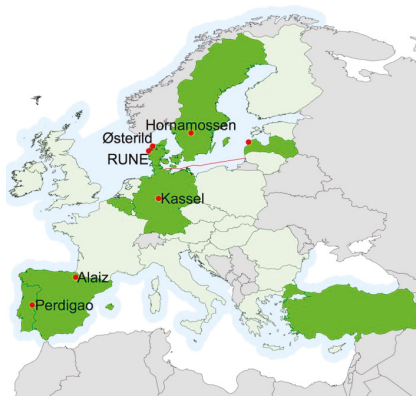 Hornamossen
Østerild
RUNE
Kassel
Alaiz
Perdigao